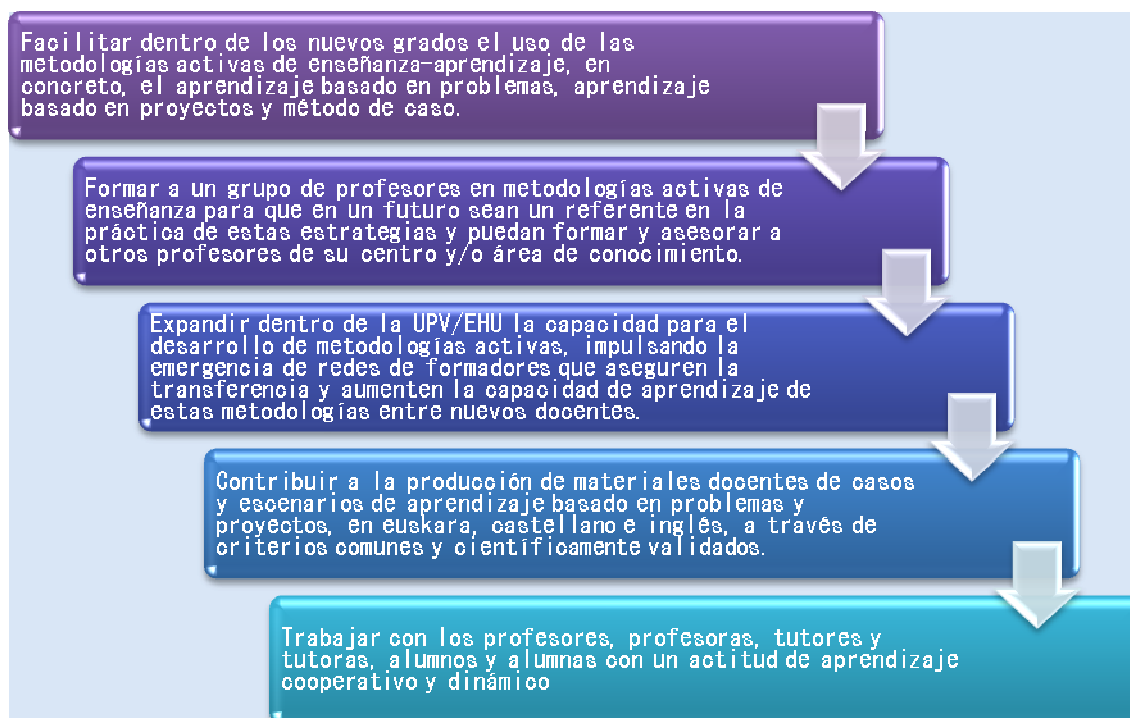 Facilitar dentro de los nuevos grados el uso de las
metodologías activas de enseñanza-aprendizaje, en
concreto, el aprendizaje basado en problemas, aprendizaje
basado en proyectos y método de caso.
Formar a un grupo de profesores en metodologías activas de
enseñanza para que en un futuro sean un referente en la
práctica de estas estrategias y puedan formar y asesorar a
otros profesores de su centro y/o área de conocimiento.
Expandir dentro de la UPV/EHU la capacidad para el
desarrollo de metodologías activas, impulsando la
emergencia de redes de formadores que aseguren la
transferencia y aumenten la capacidad de aprendizaje de
estas metodologías entre nuevos docentes.
Contribuir a la producción de materiales docentes de casos
y escenarios de aprendizaje basado en problemas y
proyectos, en euskara, castellano e inglés, a través de
criterios comunes y científicamente validados.
Trabajar con los profesores, profesoras, tutores y
tutoras, alumnos y alumnas con un actitud de aprendizaje
cooperativo y dinámico